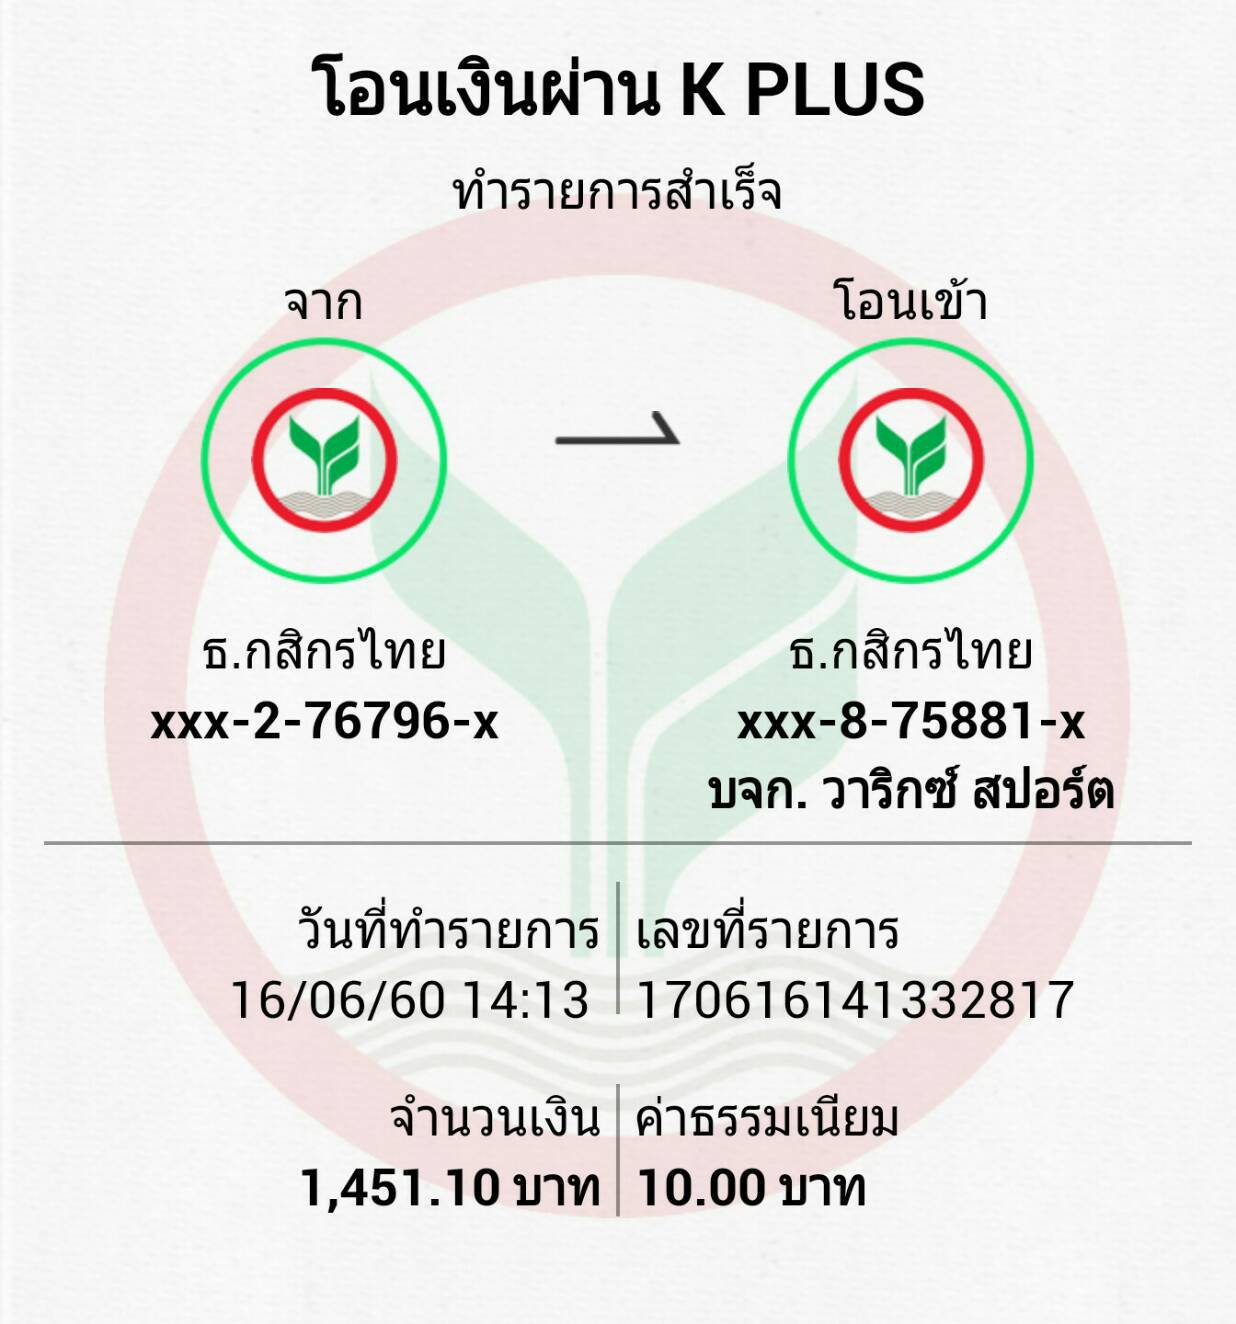 โอนเงินผ่าน K PLUS
ทำรายการสำเร็จ
จาก
โอนเข้า
ธ.กสิกรไทย
xxx-2-76796-x
ธ.กสิกรไทย
xxx-8-75881-x
บจก. วาริกซ์ สปอร์ต
วันที่ทำรายการ
16/06/60 14:13
เลขที่รายการ
170616141332817
จำนวนเงิน
1,451.10 บาท
ค่าธรรมเนียม
10.00 บาท